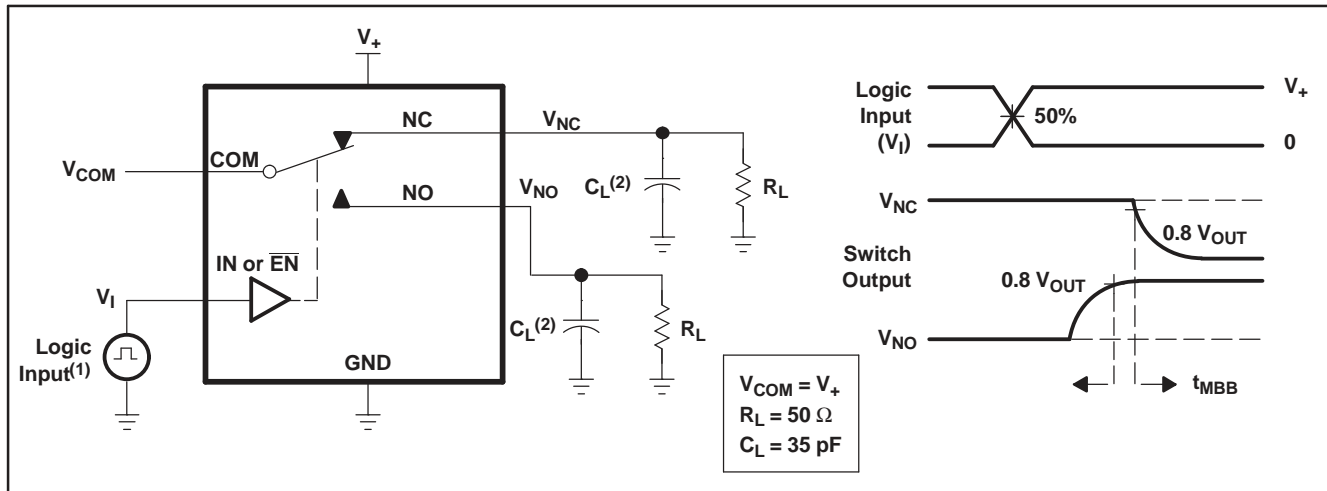 V+
NC
VNC
COM
VCOM
CL(2)
RL
NO
VNO
IN or E̅N̅
VI
CL(2)
RL
Logic
Input(1)
GND
VCOM = V+
RL = 50 Ω
CL = 35 pF
Logic
Input
(VI)
V+
50%
0
VNC
0.8 VOUT
Switch
Output
0.8 VOUT
VNO
tMBB